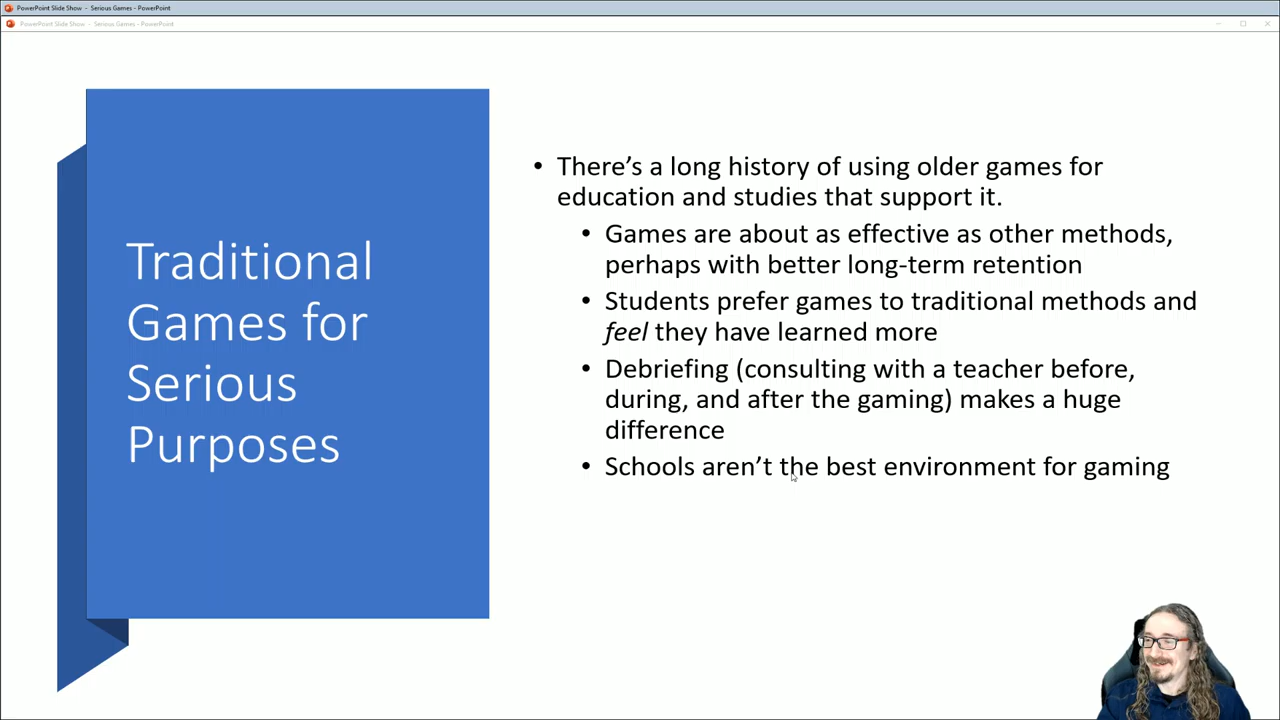 PowerPoint Slide Show - Serious Games - PowerPoint
PowerPoint Slide Show - Serious Games - PowerPoint
Traditional
Games for
Serious
Purposes
• There’s a long history of using older games for
education and studies that support it.
• Games are about as effective as other methods,
perhaps with better long-term retention
• Students prefer games to traditional methods and
feel they have learned more
• Debriefing (consulting with a teacher before,
during, and after the gaming) makes a huge
difference
• Schools aren’t the best environment for gaming